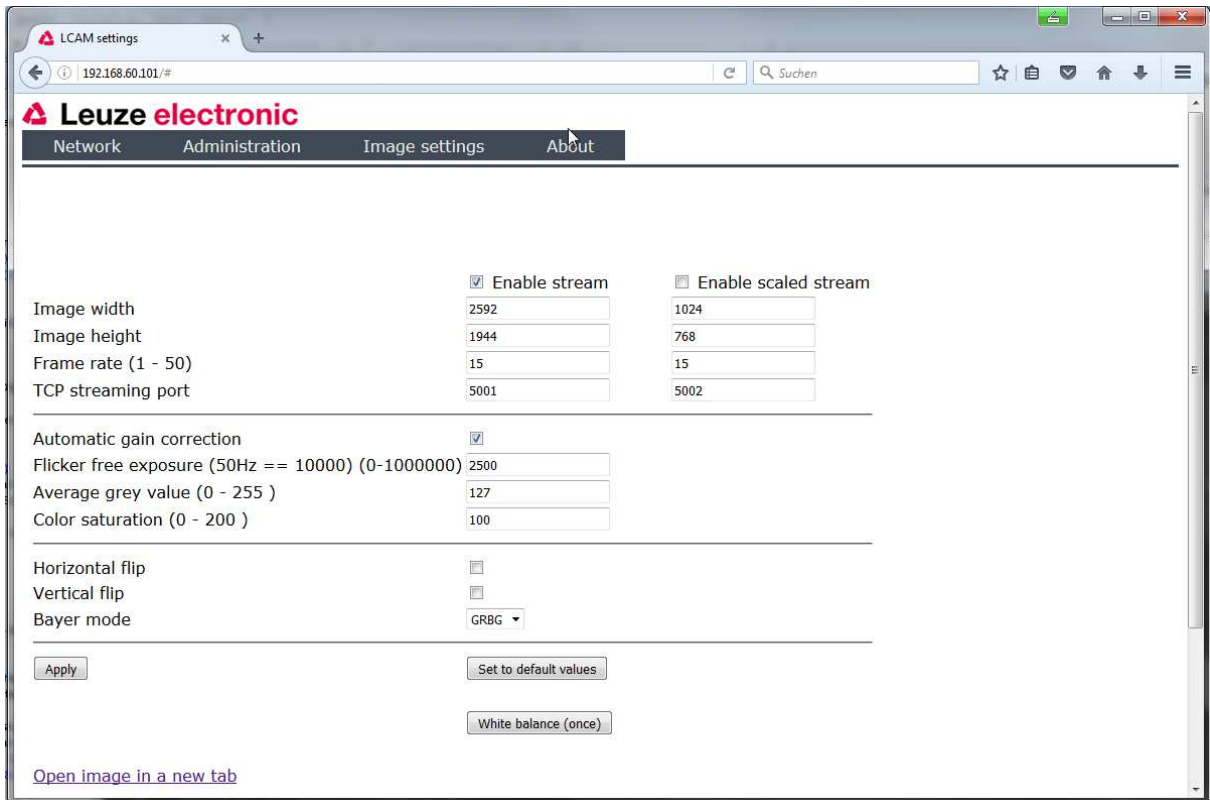 LCAM settings
192.168.60.101/#
Suchen
Leuze electronic
Network Administration Image settings About
Enable stream Enable scaled stream
Image width 2592 1024
Image height 1944 768
Frame rate (1 - 50) 15 15
TCP streaming port 5001 5002
Automatic gain correction
Flicker free exposure (50Hz == 10000) (0-1000000) 2500
Average grey value (0 - 255 ) 127
Color saturation (0 - 200 ) 100
Horizontal flip
Vertical flip
Bayer mode GRBG
Apply Set to default values
White balance (once)
Open image in a new tab